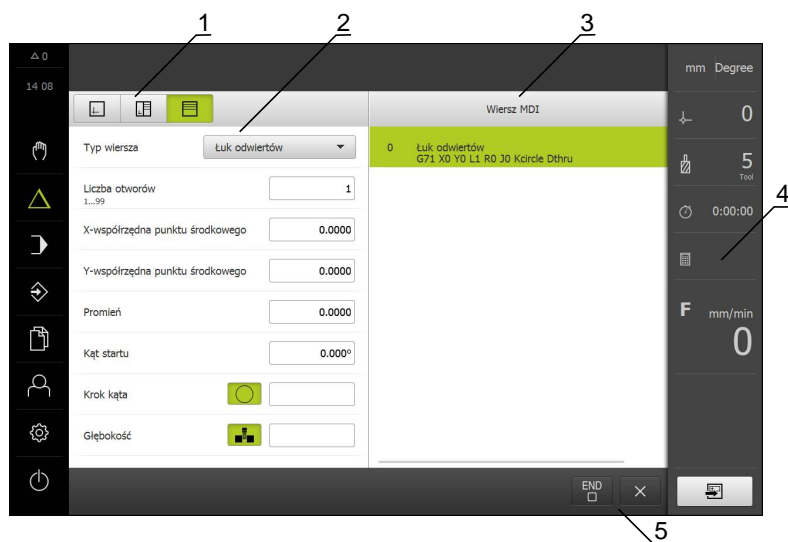 1 2 3
0
14 08
mm Degree
Wiersz MDI
0
Typ wiersza Łuk odwiertów
0 Łuk odwiertów
G71 X0 Y0 L1 R0 J0 Kcircle Dthru
5
Tool
Liczba otworów 1
1...99
4
0:00:00
X-współrzędna punktu środkowego 0.0000
Y-współrzędna punktu środkowego 0.0000
Promień 0.0000
F mm/min
0
Kąt startu 0.000°
Krok kąta
Głębokość
END
5